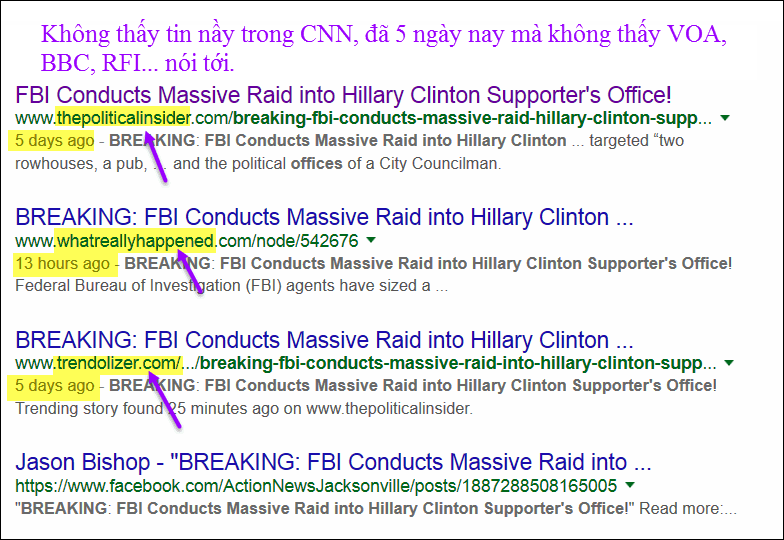 Không thấy tin nầy trong CNN, đã 5 ngày nay mà không thấy VOA,
BBC, RFI... nói tới.
FBI Conducts Massive Raid into Hillary Clinton Supporter's Office!
www.thepoliticalinsider.com/breaking-fbi-conducts-massive-raid-hillary-clinton-supp...
5 days ago - BREAKING: FBI Conducts Massive Raid into Hillary Clinton ... targeted “two
rowhouses, a pub, ... and the political offices of a City Councilman.
BREAKING: FBI Conducts Massive Raid into Hillary Clinton ...
www.whatreallyhappened.com/node/542676
13 hours ago - BREAKING: FBI Conducts Massive Raid into Hillary Clinton Supporter's Office!
Federal Bureau of Investigation (FBI) agents have sized a ...
BREAKING: FBI Conducts Massive Raid into Hillary Clinton ...
www.trendolizer.com/.../breaking-fbi-conducts-massive-raid-into-hillary-clinton-supp...
5 days ago - BREAKING: FBI Conducts Massive Raid into Hillary Clinton Supporter's Office!
Trending story found 25 minutes ago on www.thepoliticalinsider.
Jason Bishop - "BREAKING: FBI Conducts Massive Raid into ...
https://www.facebook.com/ActionNewsJacksonville/posts/1887288508165005
"BREAKING: FBI Conducts Massive Raid into Hillary Clinton Supporter's Office!" Read more:...